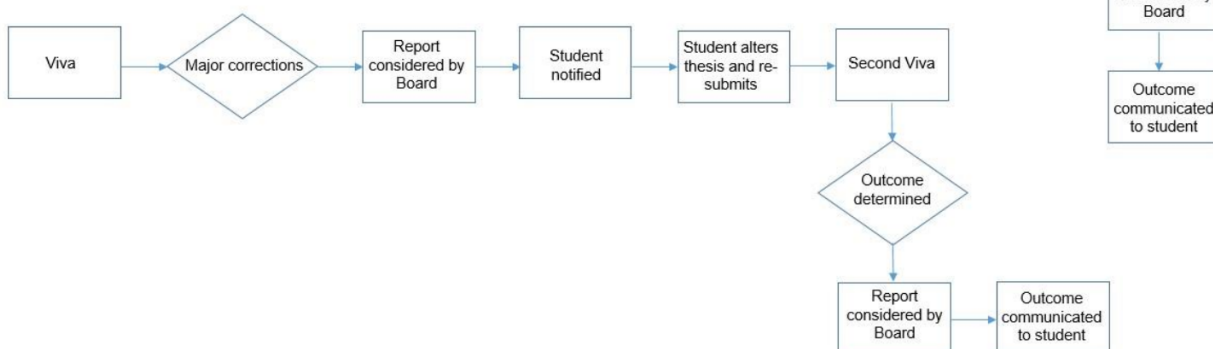 Viva
Major corrections
Report
considered by
Board
Student
notified
Student alters
thesis and re-
submits
Second Viva
Board
Outcome
communicated
to student
Outcome
determined
Report
considered by
Board
Outcome
communicated
to student